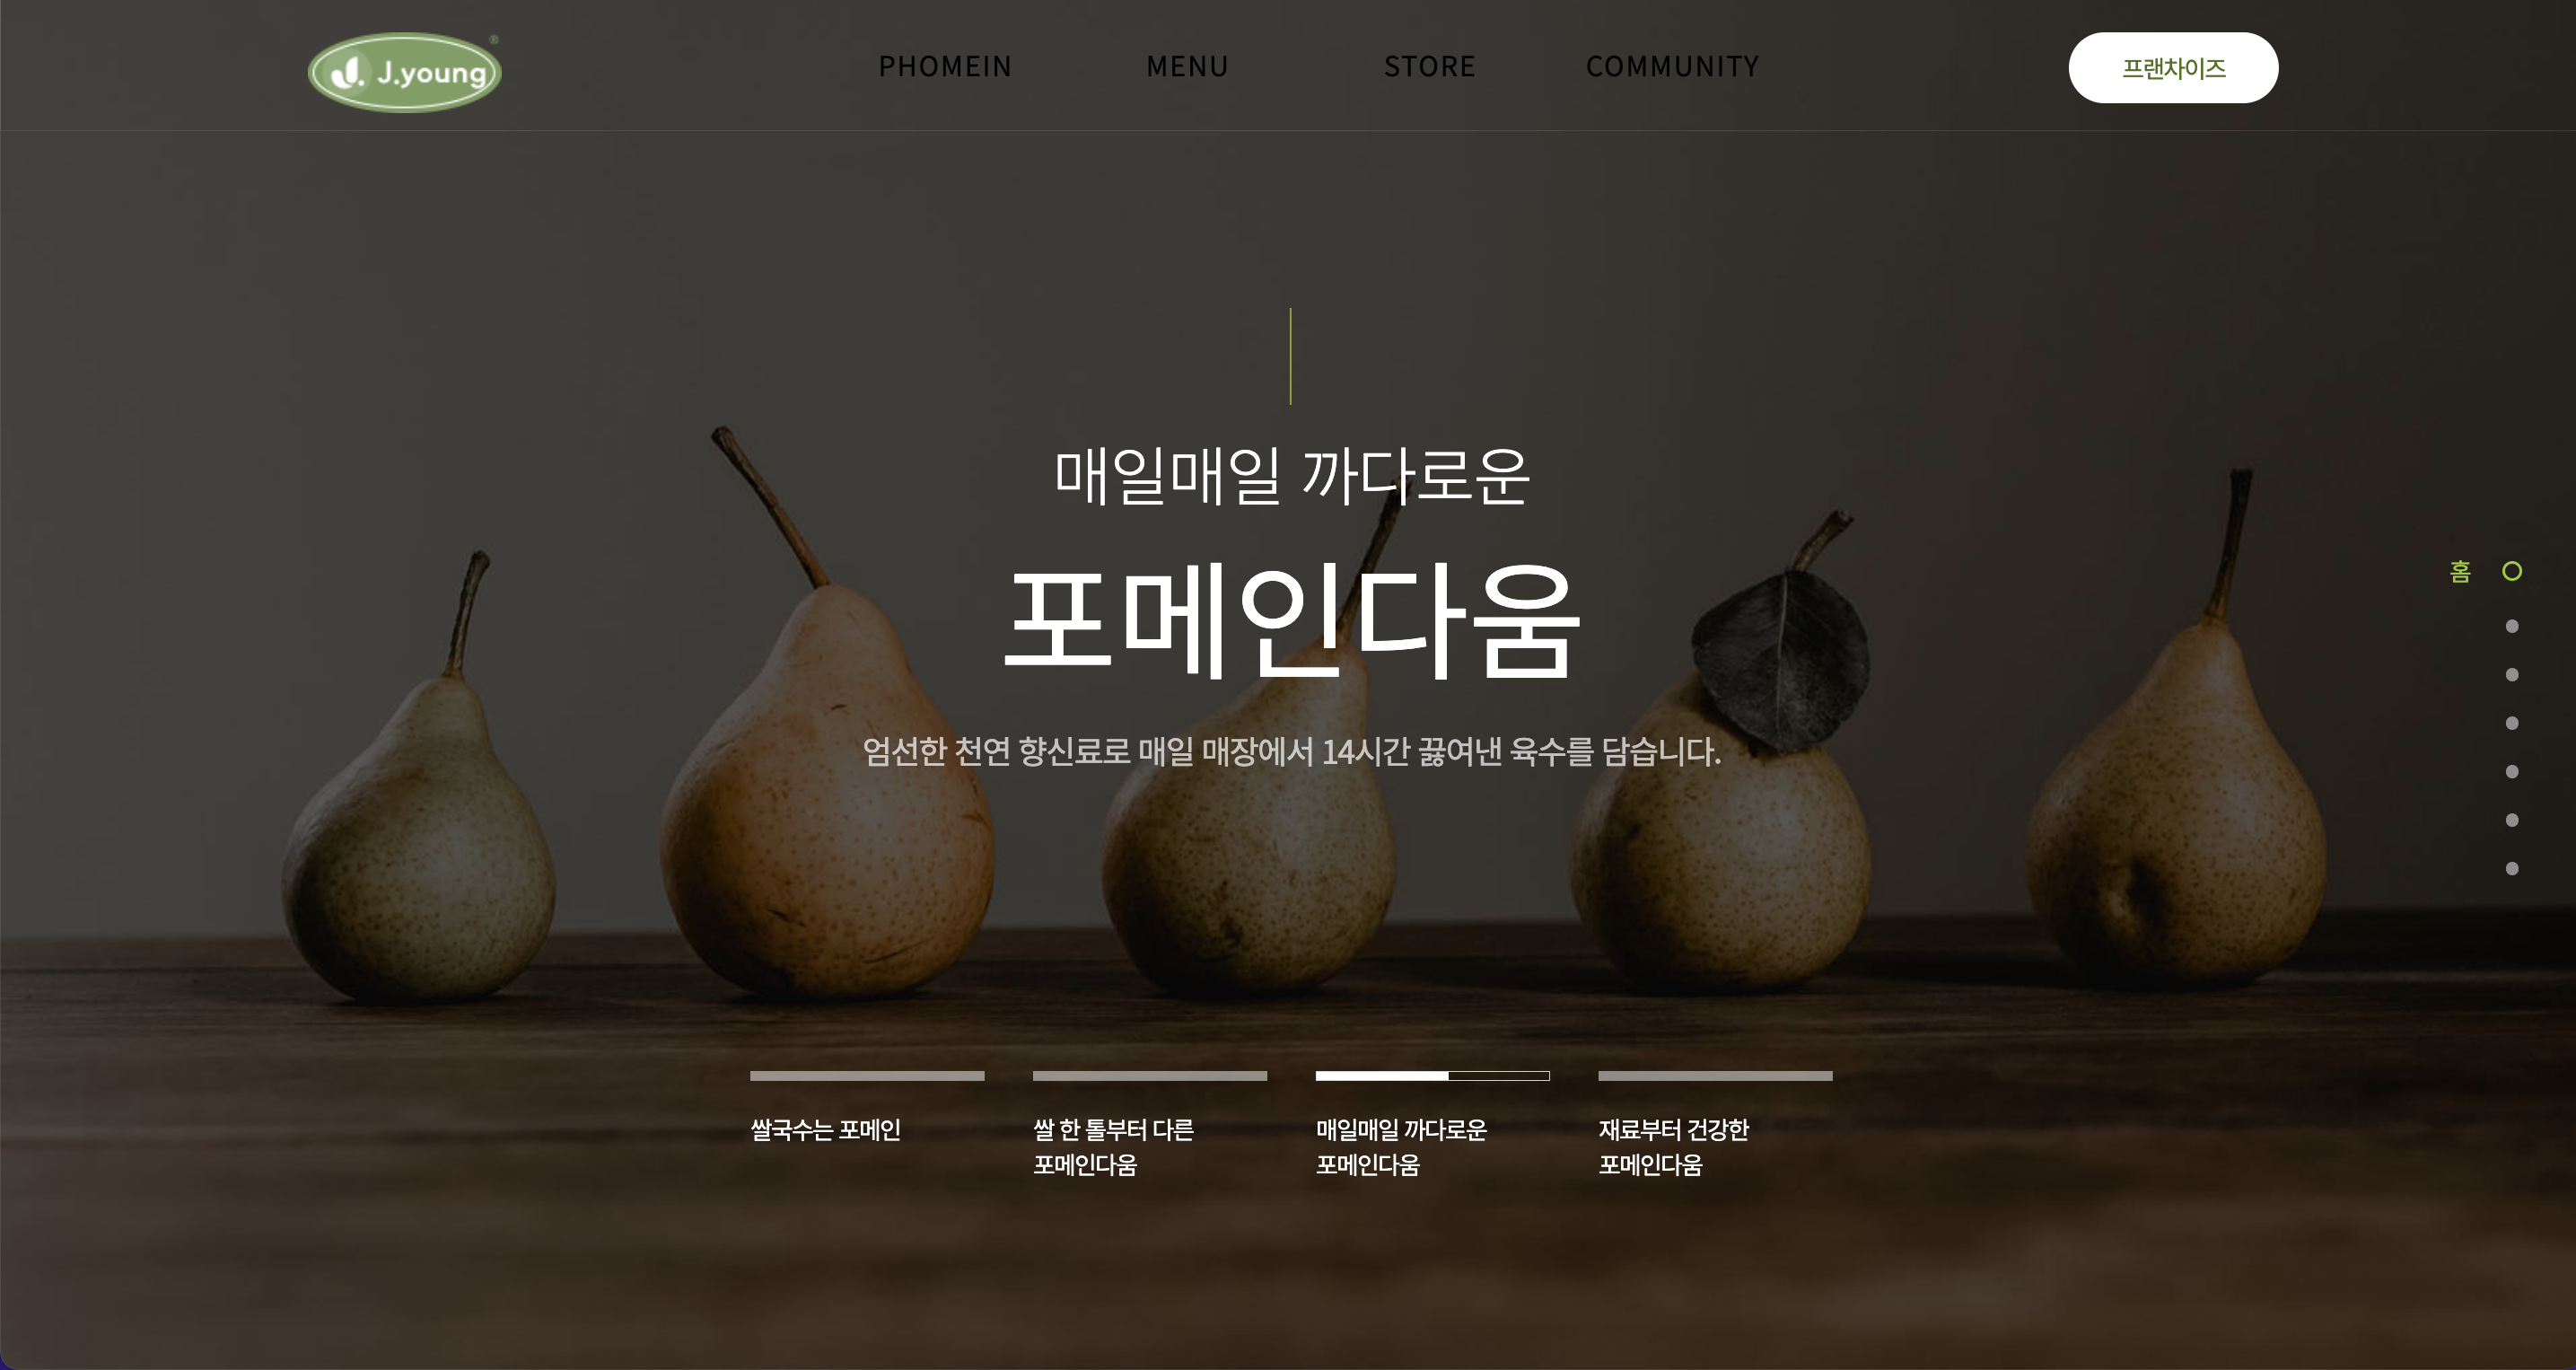 J.young
PHOMEIN
MENU
STORE
COMMUNITY
프랜차이즈
매일매일 까다로운
포메인다움
엄선한 천연 향신료로 매일 매장에서 14시간 끓여낸 육수를 담습니다.
홈
쌀국수는 포메인
쌀 한 톨부터 다른
포메인다움
매일매일 까다로운
포메인다움
재료부터 건강한
포메인다움